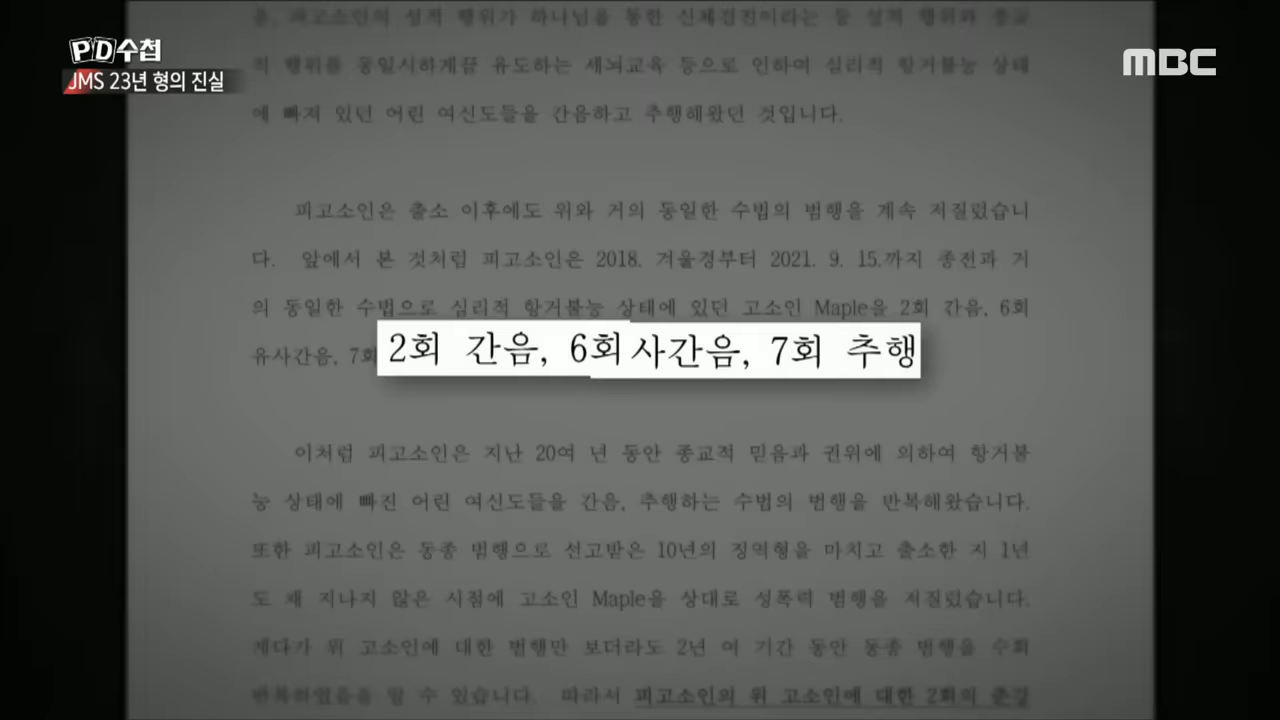 PD수첩
JMS 23년 형의 진실
MBC
음, 피고소인의 성적 행위가 하나님을 통한 신체검진이라는 등 성적 행위와 종교
적 행위를 동일시하게끔 유도하는 세뇌교육 등으로 인하여 심리적 항거불능 상태
에 빠져 있던 어린 여신도들을 간음하고 추행해왔던 것입니다.
피고소인은 출소 이후에도 위와 거의 동일한 수법의 범행을 계속 저질렀습니
다. 앞에서 본 것처럼 피고소인은 2018. 겨울경부터 2021. 9. 15.까지 종전과 거
의 동일한 수법으로 심리적 항거불능 상태에 있던 고소인 Maple을 2회 간음, 6회
유사간음, 7회
2회 간음, 6회사간음, 7회 추행
이처럼 피고소인은 지난 20여 년 동안 종교적 믿음과 권위에 의하여 항거불
능 상태에 빠진 어린 여신도들을 간음, 추행하는 수법의 범행을 반복해왔습니다.
또한 피고소인은 동종 범행으로 선고받은 10년의 징역형을 마치고 출소한 지 1년
도 채 지나지 않은 시점에 고소인 Maple을 상대로 성폭력 범행을 저질렀습니다.
게다가 위 고소인에 대한 범행만 보더라도 2년 여 기간 동안 동종 범행을 수회
반복하였음을 알 수 있습니다. 따라서 피고소인의 위 고소인에 대한 2회의 준강